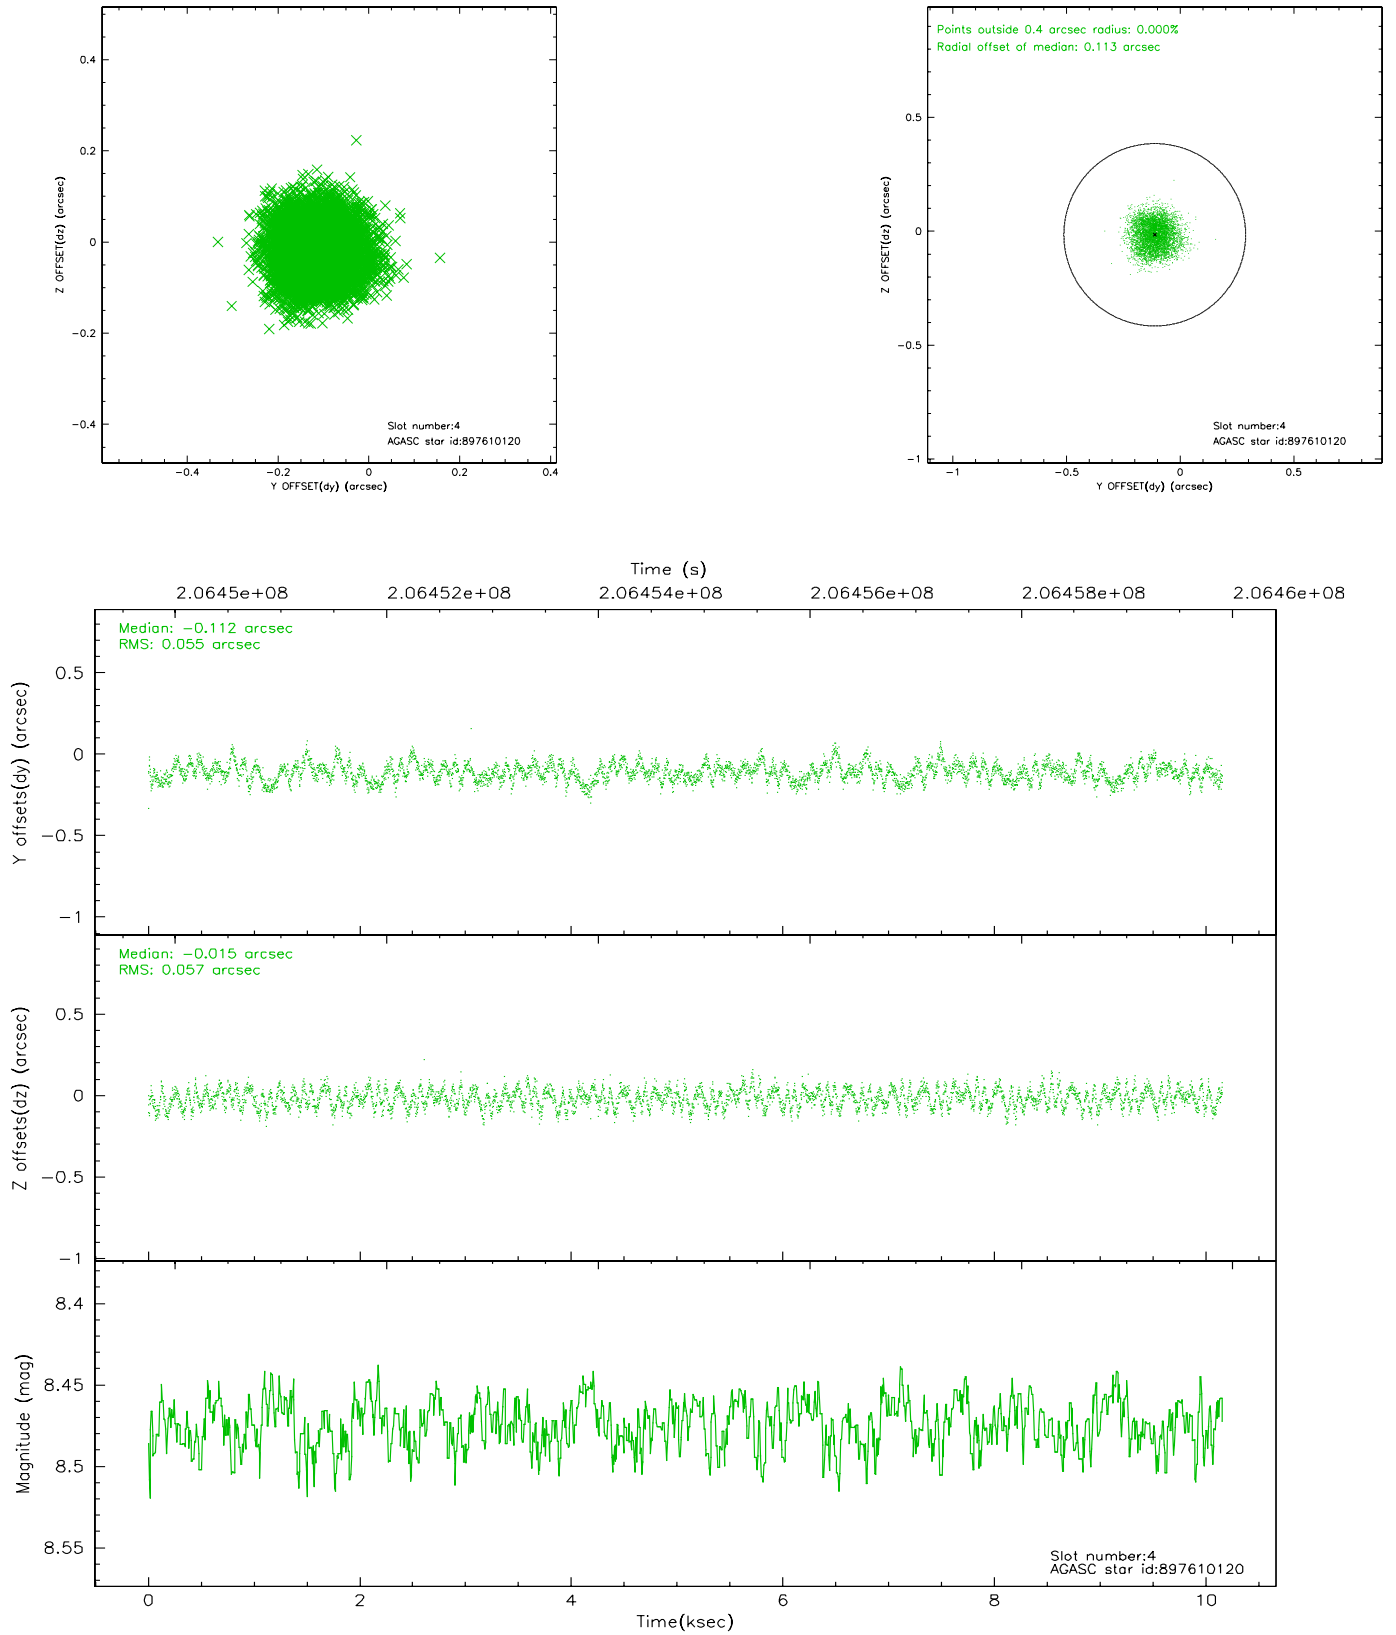 0.4
0.2
0
−0.2
−0.4
Z OFFSET(dz) (arcsec)
Slot number:4
AGASC star id:897610120
−0.4 −0.2 0 0.2 0.4
Y OFFSET(dy) (arcsec)
Points outside 0.4 arcsec radius: 0.000%
Radial offset of median: 0.113 arcsec
0.5
0
−0.5
−1
Z OFFSET(dz) (arcsec)
Slot number:4
AGASC star id:897610120
−1 −0.5 0 0.5
Y OFFSET(dy) (arcsec)
Time (s)
2.0645e+08 2.06452e+08 2.06454e+08 2.06456e+08 2.06458e+08 2.0646e+08
Median: −0.112 arcsec
RMS: 0.055 arcsec
0.5
0
−0.5
−1
Y offsets(dy) (arcsec)
Median: −0.015 arcsec
RMS: 0.057 arcsec
0.5
0
−0.5
−1
Z offsets(dz) (arcsec)
8.4
8.45
8.5
8.55
Magnitude (mag)
Slot number:4
AGASC star id:897610120
0 2 4 6 8 10
Time(ksec)